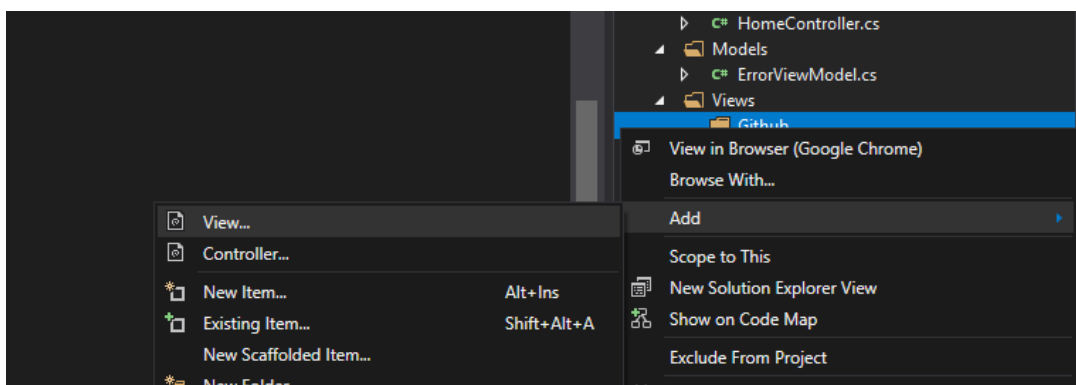 C# HomeController.cs
Models
C# ErrorViewModel.cs
Views
Github
View in Browser (Google Chrome)
Browse With...
Add
Scope to This
New Solution Explorer View
Show on Code Map
Exclude From Project
View...
Controller...
New Item... Alt+Ins
Existing Item... Shift+Alt+A
New Scaffolded Item...
New Folder